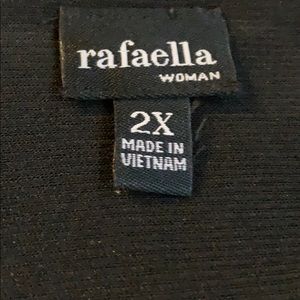 rafaella
WOMAN
2X
MADE IN
VIETNAM